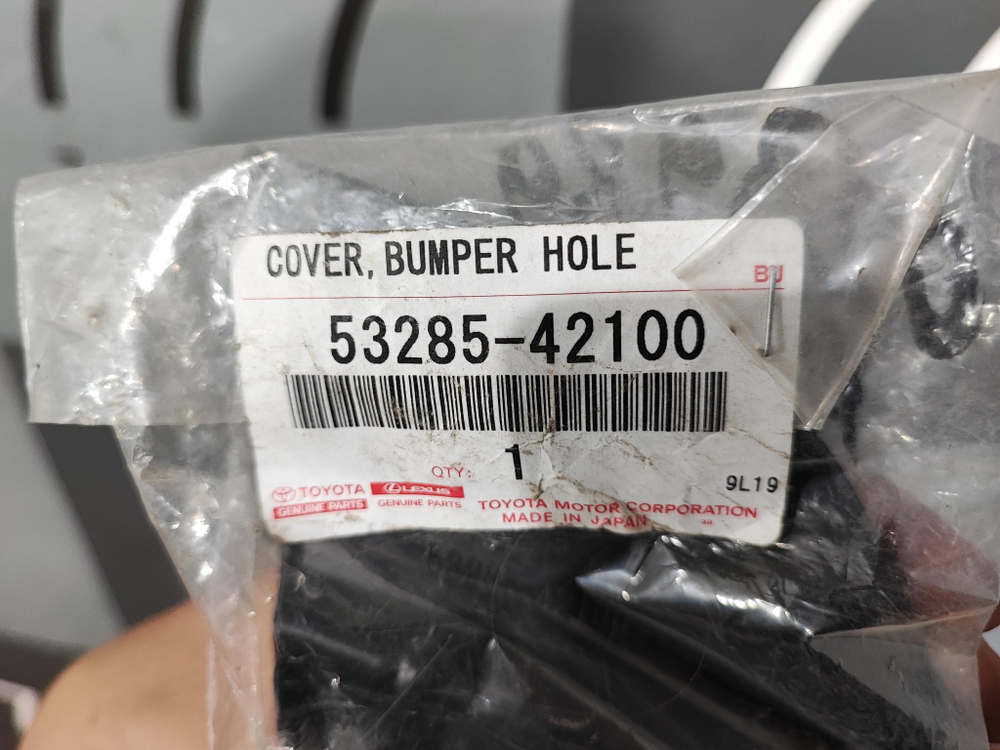 COVER, BUMPER HOLE
BU
53285-42100
QTY: 1
9L19
TOYOTA
GENUINE PARTS
LEXUS
GENUINE PARTS
TOYOTA MOTOR CORPORATION
MADE IN JAPAN